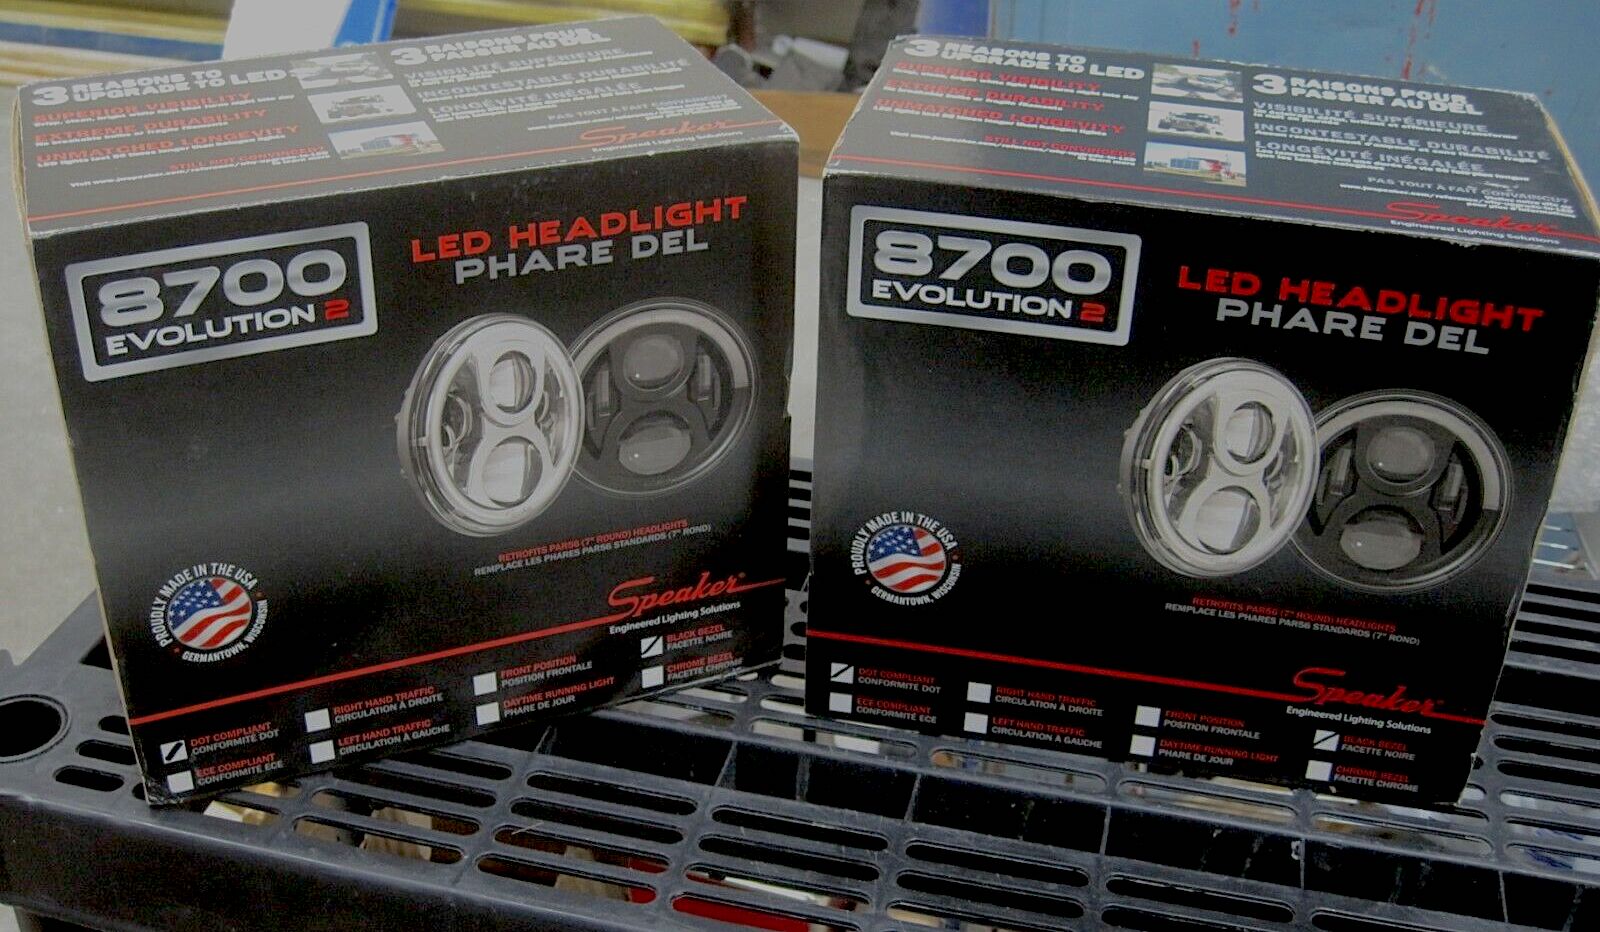 3 REASONS TO
UPGRADE TO LED
SUPERIOR VISIBILITY
EXTREME DURABILITY
UNMATCHED LONGEVITY
LED lights last 50 times longer than halogen lights
STILL NOT CONVINCED?
3 RAISONS POUR
PASSER AU DEL
VISIBILITÉ SUPÉRIEURE
INCONTESTABLE DURABILITÉ
LONGÉVITÉ INÉGALÉE
PAS TOUT À FAIT CONVAINCU?
Speaker
Engineered Lighting Solutions
8700
EVOLUTION 2
LED HEADLIGHT
PHARE DEL
RETROFITS PAR56 (7" ROUND) HEADLIGHTS
REMPLACE LES PHARES PAR56 STANDARDS (7" ROND)
PROUDLY MADE IN THE USA
GERMANTOWN, WISCONSIN
Speaker®
Engineered Lighting Solutions
DOT COMPLIANT
CONFORMITÉ DOT
ECE COMPLIANT
CONFORMITÉ ECE
RIGHT HAND TRAFFIC
CIRCULATION À DROITE
LEFT HAND TRAFFIC
CIRCULATION À GAUCHE
FRONT POSITION
POSITION FRONTALE
DAYTIME RUNNING LIGHT
PHARE DE JOUR
BLACK BEZEL
FACETTE NOIRE
CHROME BEZEL
FACETTE CHROME
3 REASONS TO
UPGRADE TO LED
SUPERIOR VISIBILITY
EXTREME DURABILITY
UNMATCHED LONGEVITY
STILL NOT CONVINCED?
3 RAISONS POUR
PASSER AU DEL
VISIBILITÉ SUPÉRIEURE
INCONTESTABLE DURABILITÉ
LONGÉVITÉ INÉGALÉE
PAS TOUT À FAIT CONVAINCU?
Speaker
Engineered Lighting Solutions
8700
EVOLUTION 2
LED HEADLIGHT
PHARE DEL
RETROFITS PAR56 (7" ROUND) HEADLIGHTS
REMPLACE LES PHARES PAR56 STANDARDS (7" ROND)
PROUDLY MADE IN THE USA
GERMANTOWN, WISCONSIN
Speaker®
Engineered Lighting Solutions
DOT COMPLIANT
CONFORMITÉ DOT
ECE COMPLIANT
CONFORMITÉ ECE
RIGHT HAND TRAFFIC
CIRCULATION À DROITE
LEFT HAND TRAFFIC
CIRCULATION À GAUCHE
FRONT POSITION
POSITION FRONTALE
DAYTIME RUNNING LIGHT
PHARE DE JOUR
BLACK BEZEL
FACETTE NOIRE
CHROME BEZEL
FACETTE CHROME